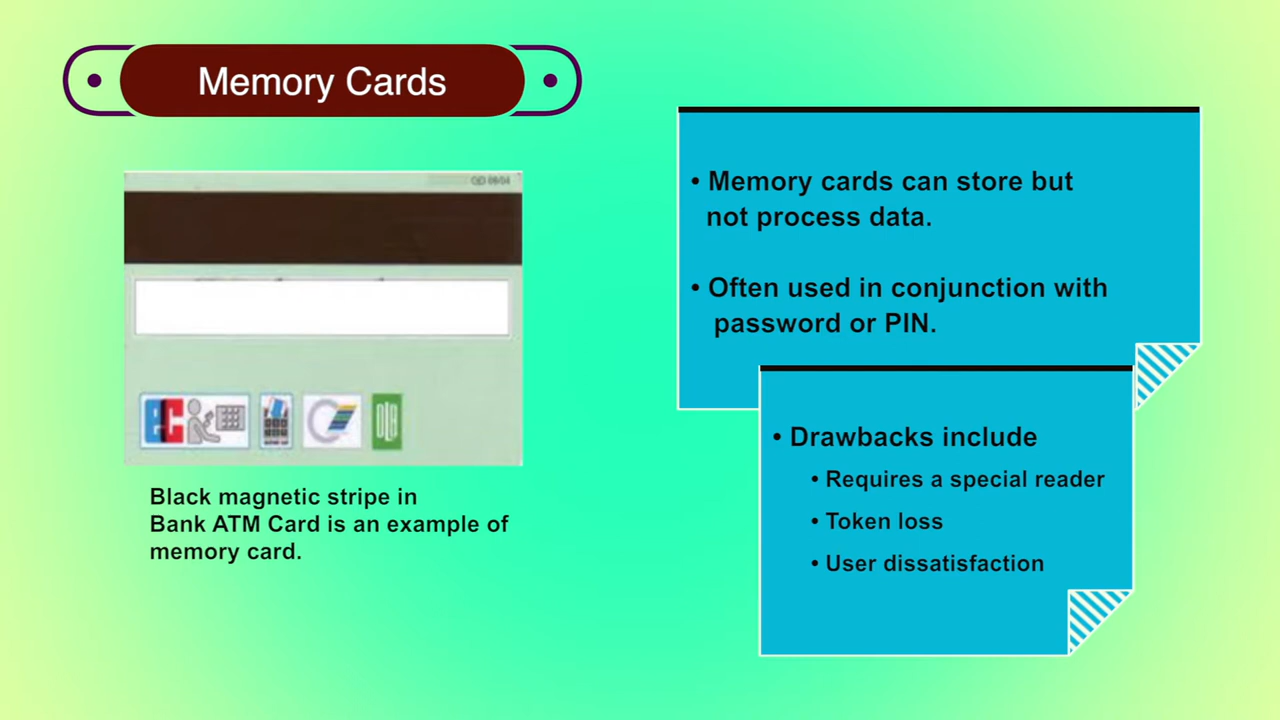 Memory Cards
• Memory cards can store but
not process data.
• Often used in conjunction with
password or PIN.
Black magnetic stripe in
Bank ATM Card is an example of
memory card.
• Drawbacks include
• Requires a special reader
• Token loss
• User dissatisfaction